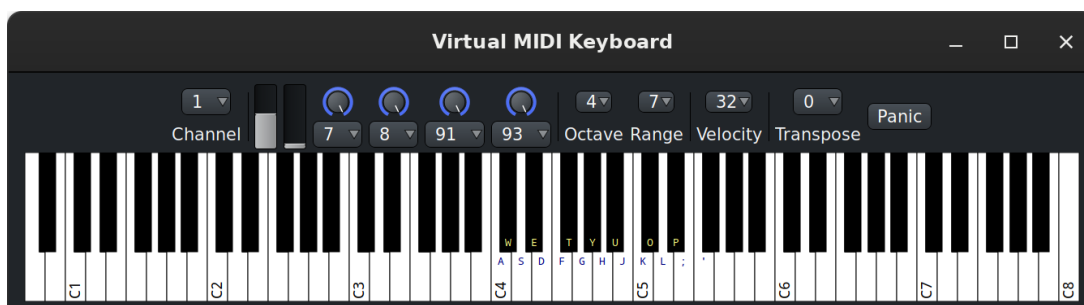 Virtual MIDI Keyboard
1 7 8 91 93 4 7 32 0 Panic
Channel Octave Range Velocity Transpose
W E T Y U O P
A S D F G H J K L ; '
C1 C2 C3 C4 C5 C6 C7 C8